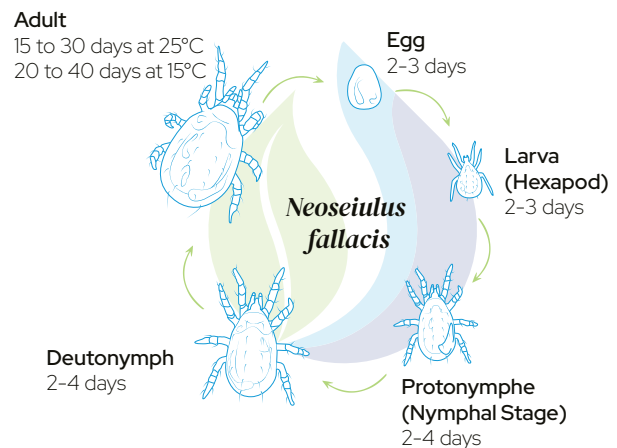 Adult
15 to 30 days at 25°C
20 to 40 days at 15°C
Egg
2-3 days
Larva
(Hexapod)
2-3 days
Neoseiulus
fallacis
Deutonymph
2-4 days
Protonymphe
(Nymphal Stage)
2-4 days